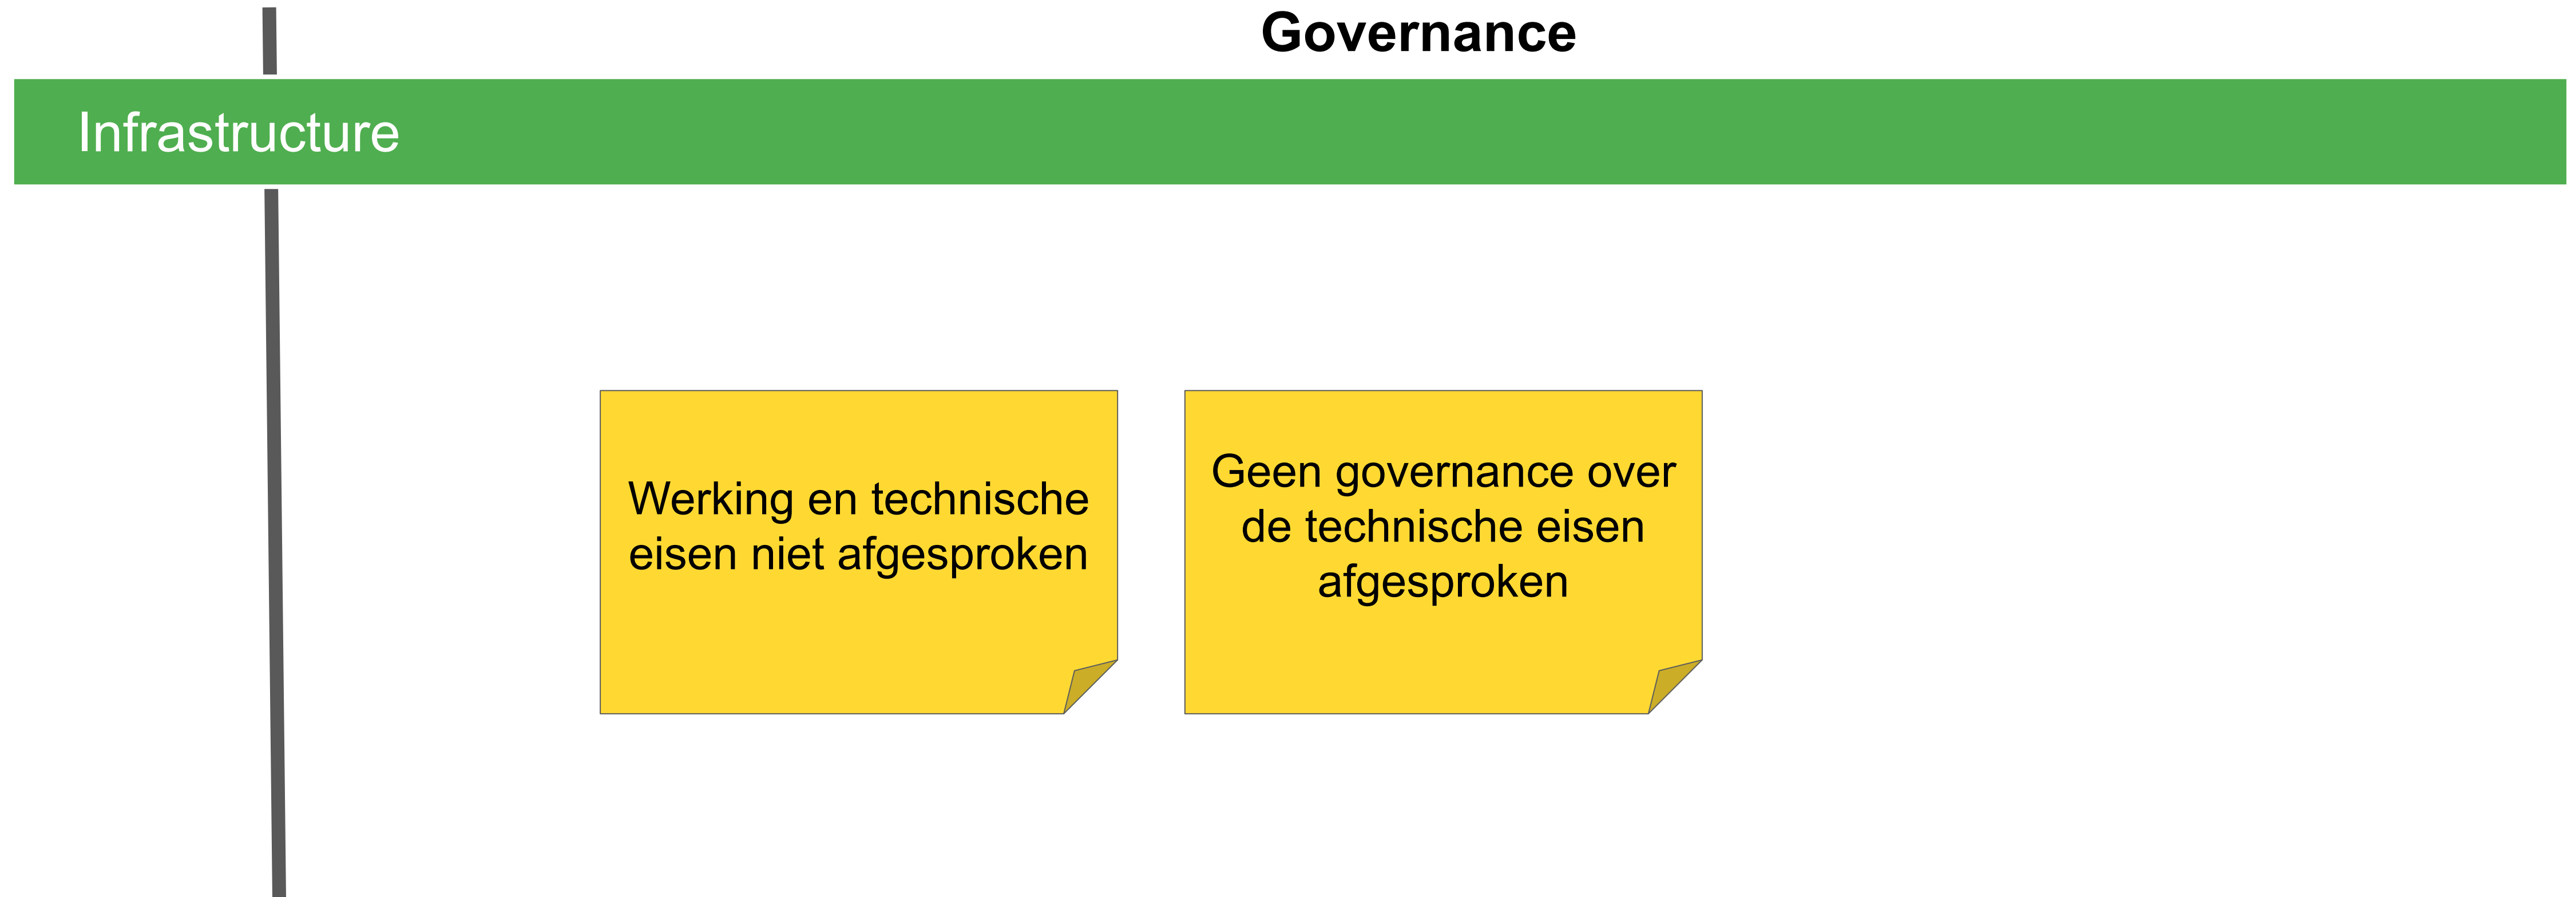 Governance
Infrastructure
Werking en technische
eisen niet afgesproken
Geen governance over
de technische eisen
afgesproken